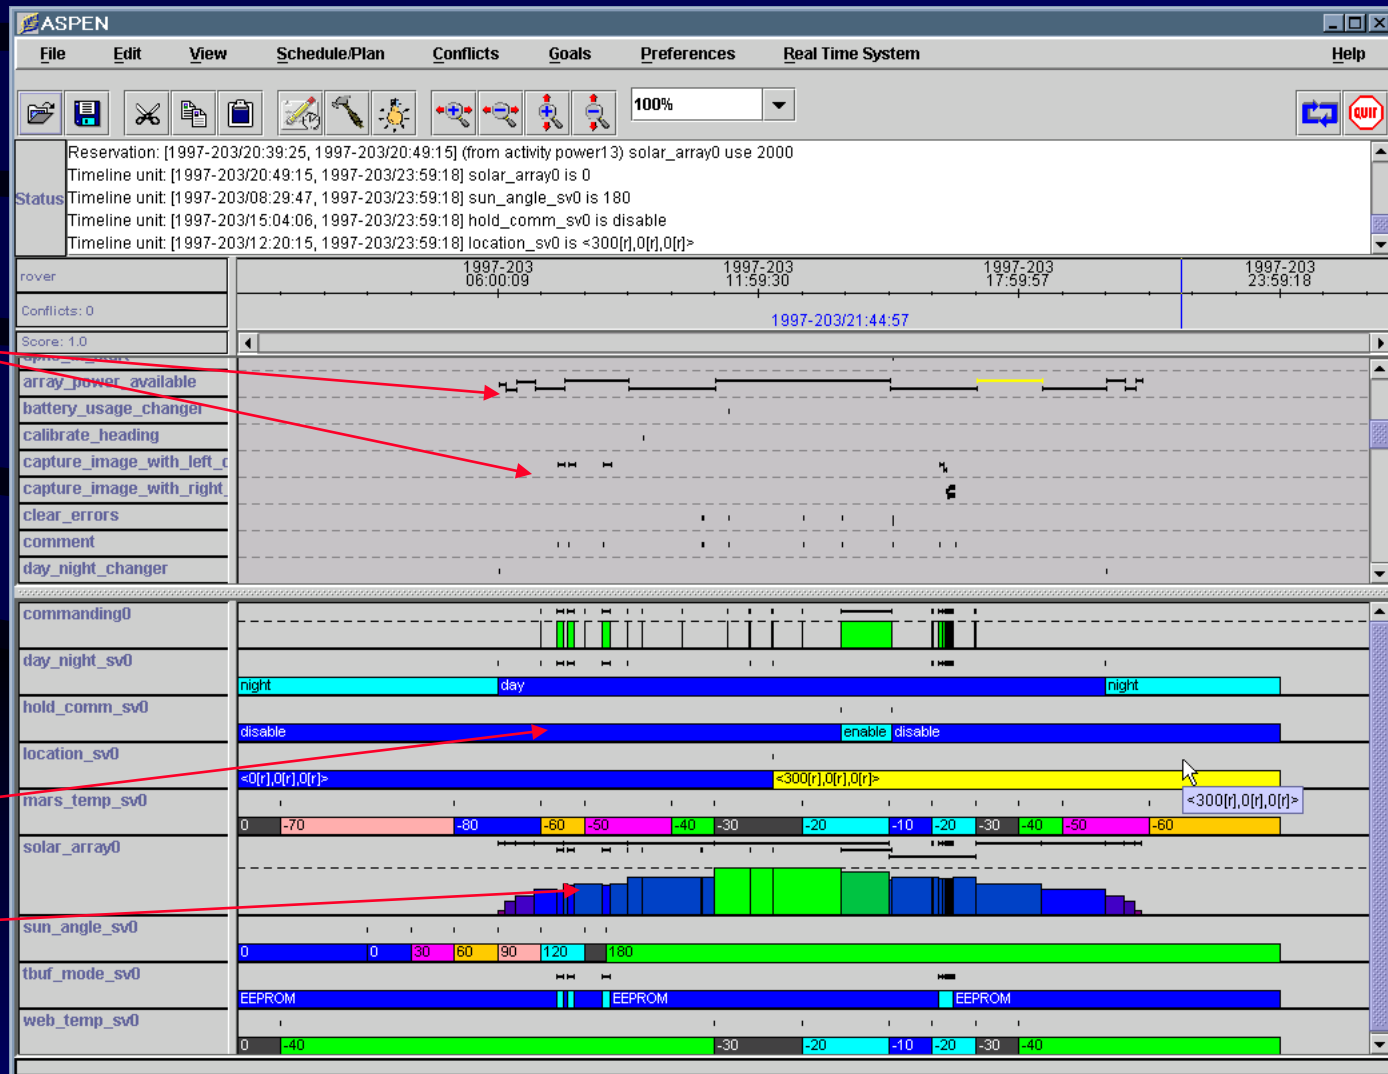 ASPEN
File Edit View Schedule/Plan Conflicts Goals Preferences Real Time System Help
100%
QUIT
Status
Reservation: [1997-203/20:39:25, 1997-203/20:49:15] (from activity power13) solar_array0 use 2000
Timeline unit: [1997-203/20:49:15, 1997-203/23:59:18] solar_array0 is 0
Timeline unit: [1997-203/08:29:47, 1997-203/23:59:18] sun_angle_sv0 is 180
Timeline unit: [1997-203/15:04:06, 1997-203/23:59:18] hold_comm_sv0 is disable
Timeline unit: [1997-203/12:20:15, 1997-203/23:59:18] location_sv0 is <300[r],0[r],0[r]>
rover
1997-203 1997-203 1997-203 1997-203
06:00:09 11:59:30 17:59:57 23:59:18
Conflicts: 0
1997-203/21:44:57
Score: 1.0
array_power_available
battery_usage_changer
calibrate_heading
capture_image_with_left_c
capture_image_with_right_
clear_errors
comment
day_night_changer
commanding0
day_night_sv0
night day night
hold_comm_sv0
disable enable disable
location_sv0
<0[r],0[r],0[r]> <300[r],0[r],0[r]>
<300[r],0[r],0[r]>
mars_temp_sv0
0 -70 -80 -60 -50 -40 -30 -20 -10 -20 -30 -40 -50 -60
solar_array0
sun_angle_sv0
0 0 30 60 90 120 180
tbuf_mode_sv0
EEPROM EEPROM EEPROM
web_temp_sv0
0 -40 -30 -20 -10 -20 -30 -40